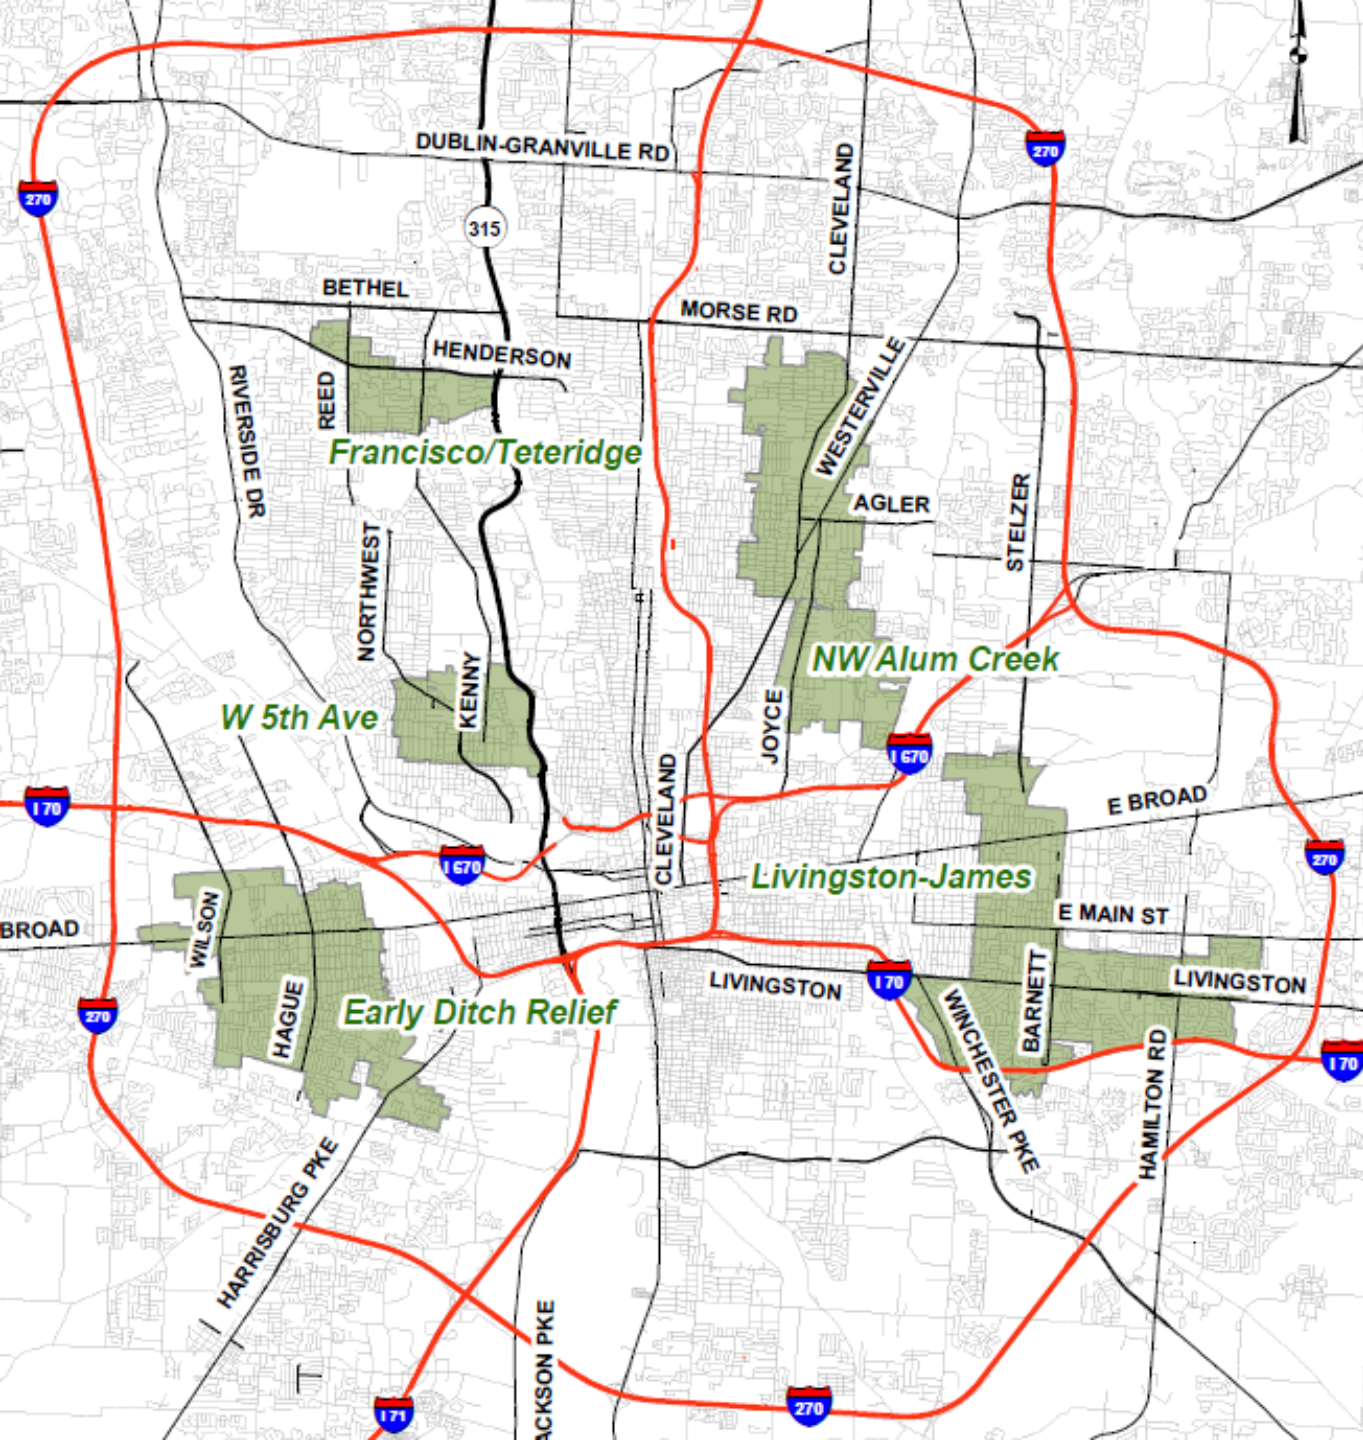 270
DUBLIN-GRANVILLE RD
CLEVELAND
270
315
BETHEL
MORSE RD
HENDERSON
REED
RIVERSIDE DR
WESTERVILLE
Francisco/Teteridge
AGLER
STELZER
NORTHWEST
KENNY
NW Alum Creek
W 5th Ave
JOYCE
I 670
CLEVELAND
I 70
E BROAD
I 670
270
Livingston-James
WILSON
BROAD
E MAIN ST
HAGUE
LIVINGSTON
I 70
BARNETT
LIVINGSTON
270
Early Ditch Relief
WINCHESTER PKE
HAMILTON RD
I 70
HARRISBURG PKE
ACKSON PKE
I 71
270